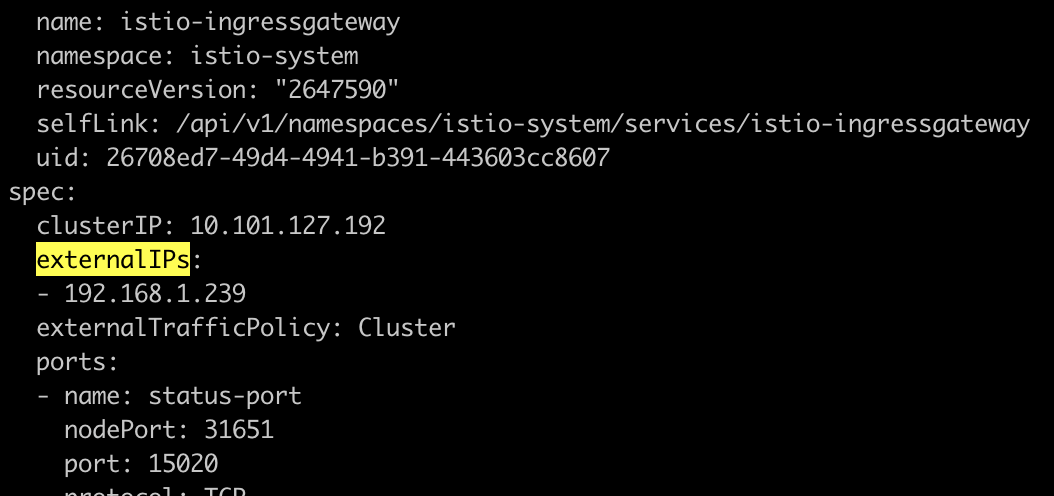 name: istio-ingressgateway
namespace: istio-system
resourceVersion: "2647590"
selfLink: /api/v1/namespaces/istio-system/services/istio-ingressgateway
uid: 26708ed7-49d4-4941-b391-443603cc8607
spec:
clusterIP: 10.101.127.192
externalIPs:
- 192.168.1.239
externalTrafficPolicy: Cluster
ports:
- name: status-port
nodePort: 31651
port: 15020
protocol: TCP